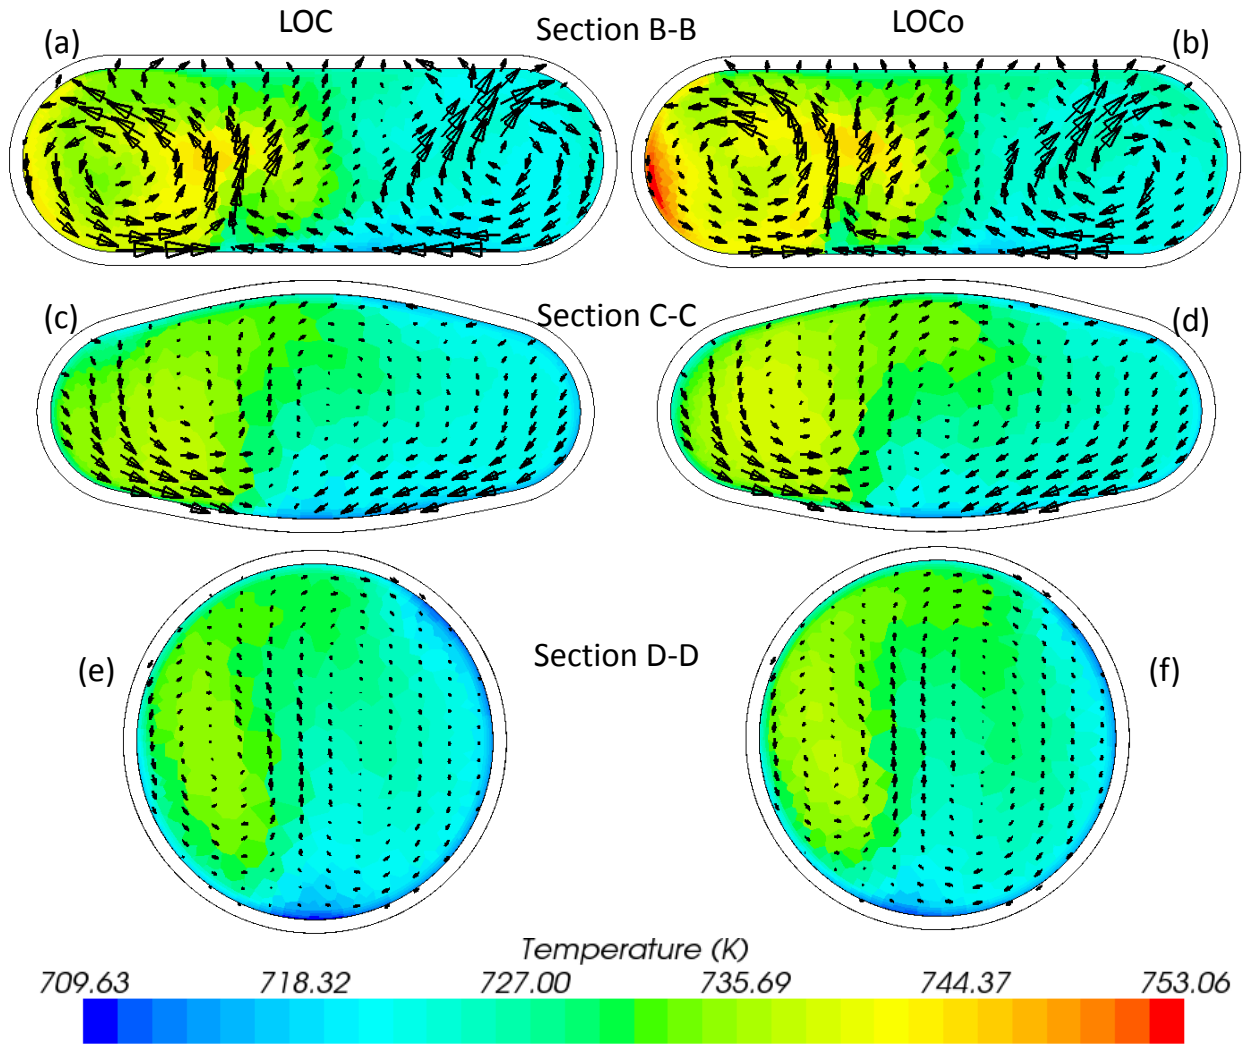 LOC
Section B-B
LOCo
(a)
(b)
(c)
Section C-C
(d)
(e)
Section D-D
(f)
Temperature (K)
709.63 718.32 727.00 735.69 744.37 753.06